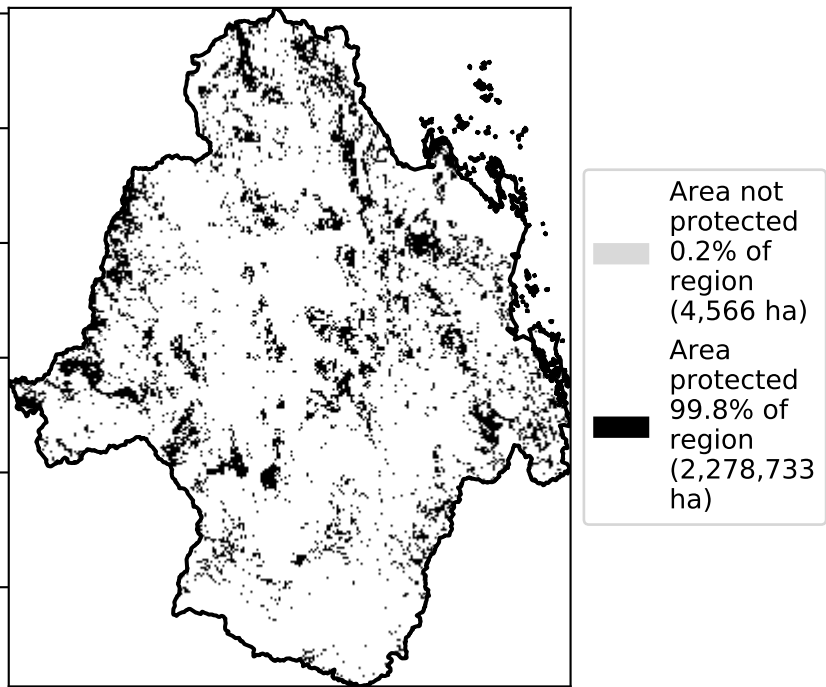 Area not
protected
0.2% of
region
(4,566 ha)
Area
protected
99.8% of
region
(2,278,733
ha)